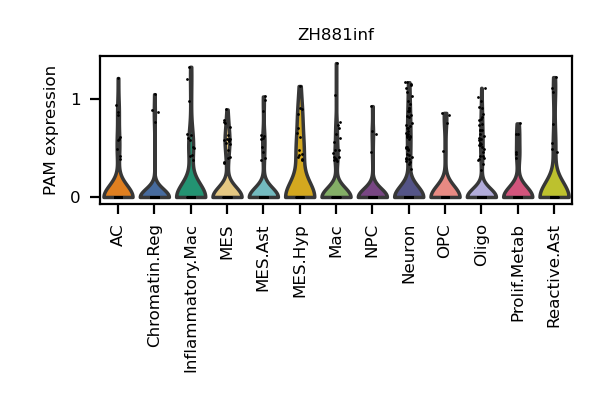 ZH881inf
PAM expression
1
0
AC
Chromatin.Reg
Inflammatory.Mac
MES
MES.Ast
MES.Hyp
Mac
NPC
Neuron
OPC
Oligo
Prolif.Metab
Reactive.Ast